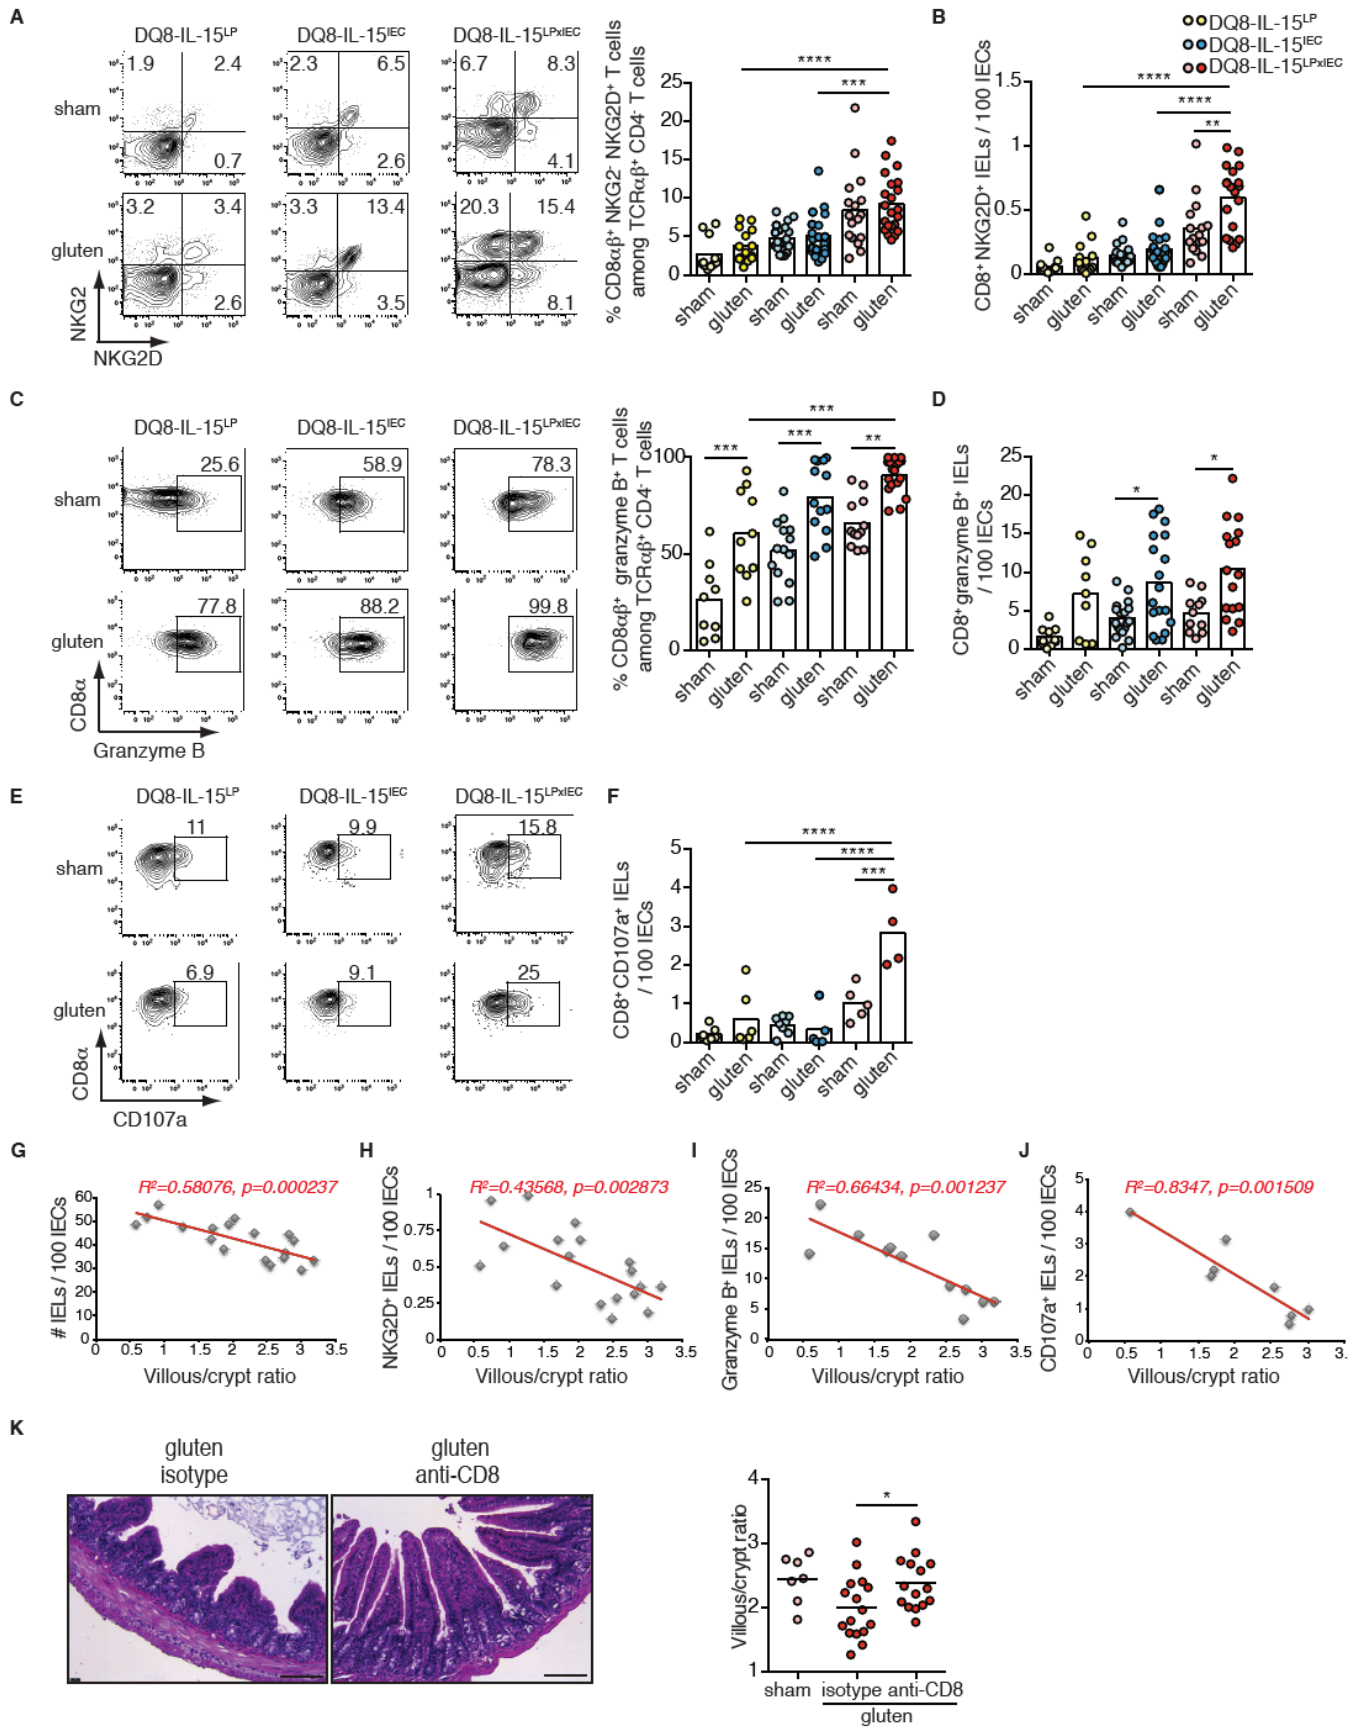 A
DQ8-IL-15ᴸᴾ DQ8-IL-15ᴵᴱᶜ DQ8-IL-15ᴸᴾˣᴵᴱᶜ
sham
1.9 2.4 0.7
2.3 6.5 2.6
6.7 8.3 4.1
gluten
3.2 3.4 2.6
3.3 13.4 3.5
20.3 15.4 8.1
NKG2
NKG2D
% CD8αβ⁺ NKG2⁻ NKG2D⁺ T cells
among TCRαβ⁺ CD4⁻ T cells
25
20
15
10
5
0
**** ***
sham gluten sham gluten sham gluten
B
DQ8-IL-15ᴸᴾ
DQ8-IL-15ᴵᴱᶜ
DQ8-IL-15ᴸᴾˣᴵᴱᶜ
CD8⁺ NKG2D⁺ IELs / 100 IECs
1.5
1
0.5
0
**** **** **
sham gluten sham gluten sham gluten
C
DQ8-IL-15ᴸᴾ DQ8-IL-15ᴵᴱᶜ DQ8-IL-15ᴸᴾˣᴵᴱᶜ
sham
25.6 58.9 78.3
gluten
77.8 88.2 99.8
CD8α
Granzyme B
% CD8αβ⁺ granzyme B⁺ T cells
among TCRαβ⁺ CD4⁻ T cells
100
50
0
*** *** *** **
sham gluten sham gluten sham gluten
D
CD8⁺ granzyme B⁺ IELs
/ 100 IECs
25
20
15
10
5
0
* *
sham gluten sham gluten sham gluten
E
DQ8-IL-15ᴸᴾ DQ8-IL-15ᴵᴱᶜ DQ8-IL-15ᴸᴾˣᴵᴱᶜ
sham
11 9.9 15.8
gluten
6.9 9.1 25
CD8α
CD107a
F
CD8⁺CD107a⁺ IELs
/ 100 IECs
5
4
3
2
1
0
**** **** ***
sham gluten sham gluten sham gluten
G
R²=0.58076, p=0.000237
# IELs / 100 IECs
60
50
40
30
20
10
0
0 0.5 1 1.5 2 2.5 3 3.5
Villous/crypt ratio
H
R²=0.43568, p=0.002873
NKG2D⁺ IELs / 100 IECs
1
0.75
0.5
0.25
0
0 0.5 1 1.5 2 2.5 3 3.5
Villous/crypt ratio
I
R²=0.66434, p=0.001237
Granzyme B⁺ IELs / 100 IECs
25
20
15
10
5
0
0 0.5 1 1.5 2 2.5 3 3.5
Villous/crypt ratio
J
R²=0.8347, p=0.001509
CD107a⁺ IELs / 100 IECs
5
4
3
2
1
0
0 0.5 1 1.5 2 2.5 3 3.
Villous/crypt ratio
K
gluten
isotype
gluten
anti-CD8
Villous/crypt ratio
4
3
2
1
*
sham isotype anti-CD8
gluten